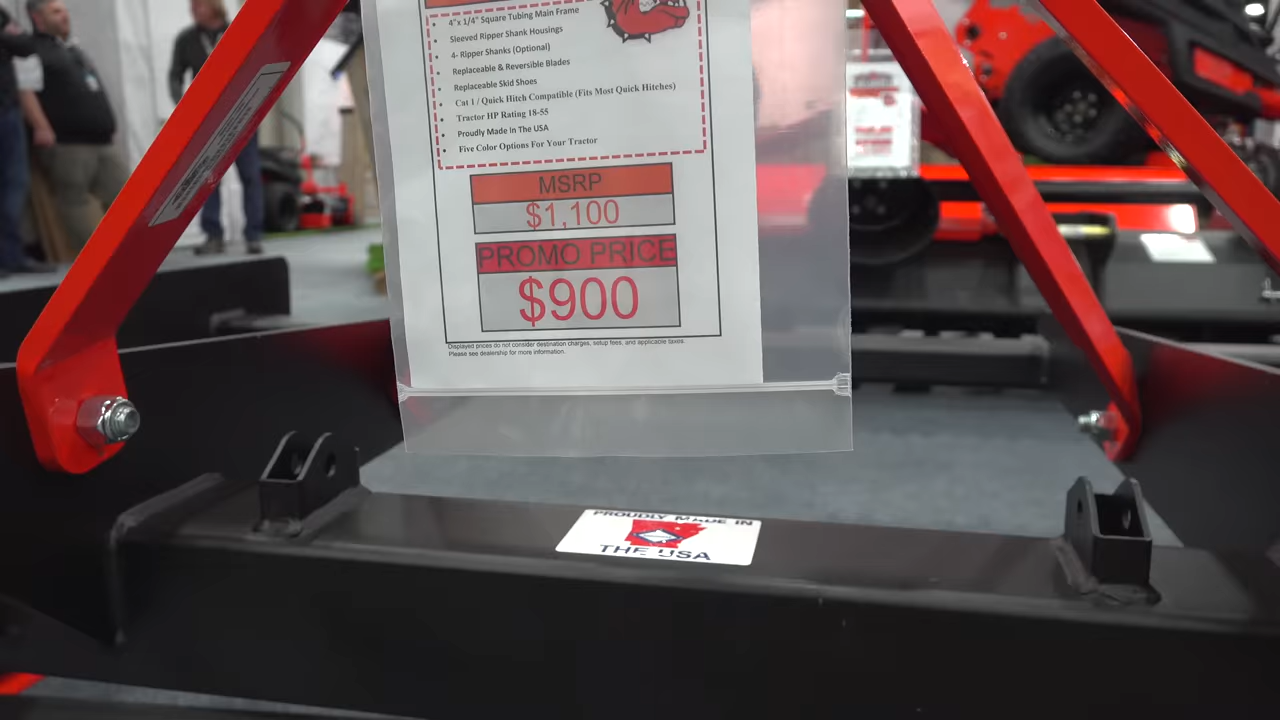 4"x 1/4" Square Tubing Main Frame
Sleeved Ripper Shank Housings
4- Ripper Shanks (Optional)
Replaceable & Reversible Blades
Replaceable Skid Shoes
Cat 1 / Quick Hitch Compatible (Fits Most Quick Hitches)
Tractor HP Rating 18-55
Proudly Made In The USA
Five Color Options For Your Tractor
MSRP
$1,100
PROMO PRICE
$900
Displayed prices do not consider destination charges, setup fees, and applicable taxes.
Please see dealership for more information.
PROUDLY MADE IN
THE USA